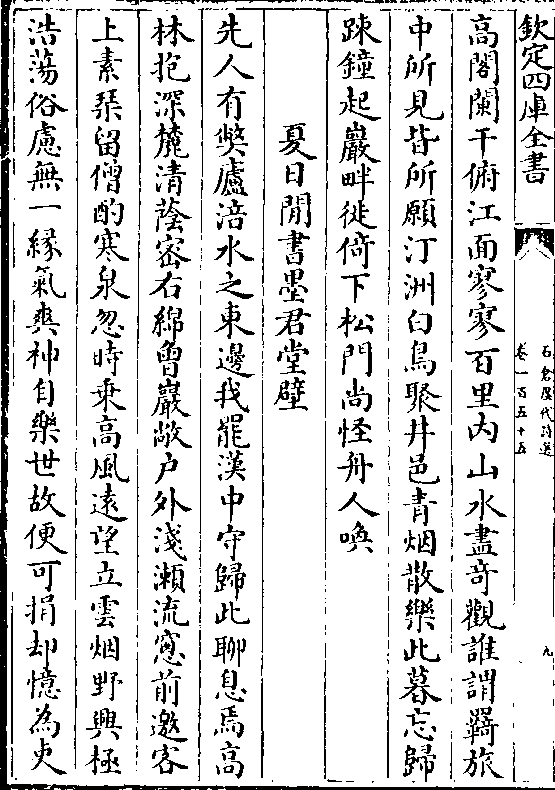 欽定四庫全書
石倉歷代詩選
卷一百五十五
九
高閣闌干俯江面寥寥百里内山水盡奇觀誰謂羇旅
中所見皆所願汀洲白鳥聚井邑青烟散樂此暮忘歸
踈鐘起巖畔徙倚下松門尚怪舟人喚
夏日閒書墨君堂壁
先人有弊廬涪水之東邊我罷漢中守歸此聊息焉高
林抱深麓清蔭密石綿曾巖敞户外淺瀬流窻前邀客
上素琹留僧酌寒泉忽時乗高風遠望立雲烟野興極
浩蕩俗慮無一緣氣爽神自樂世故便可捐却憶為吏